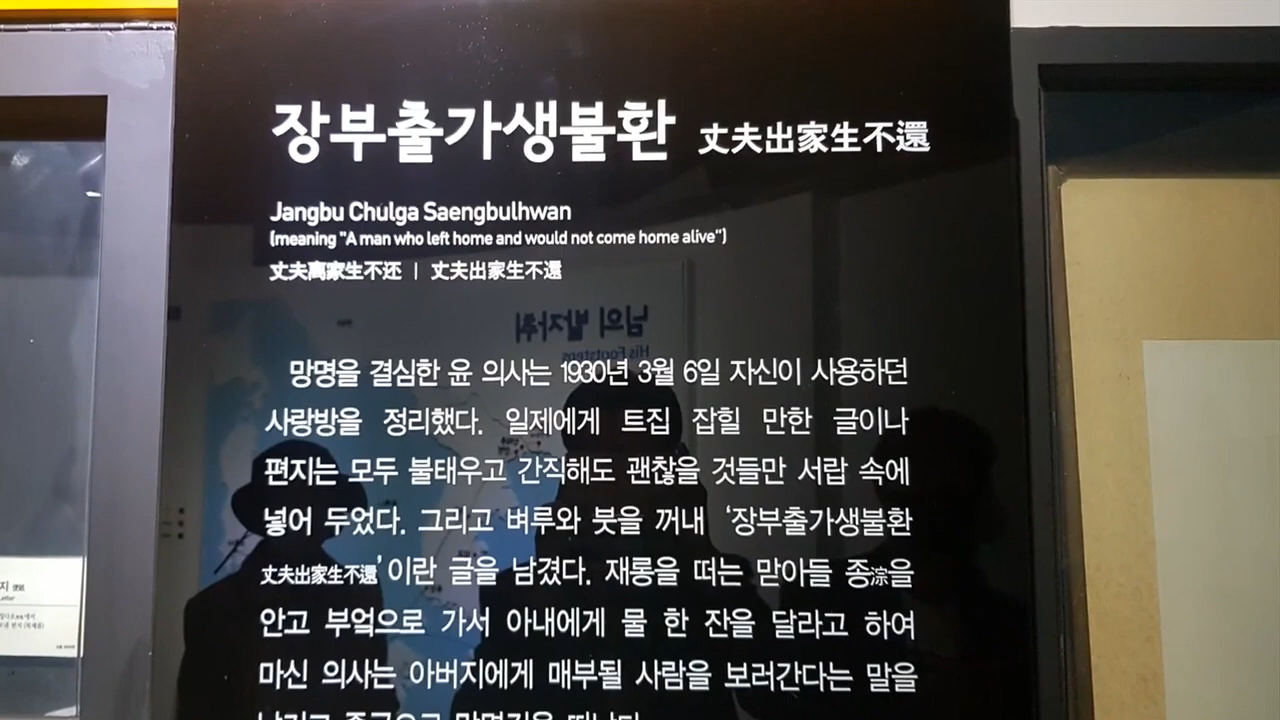 장부출가생불환 丈夫出家生不還
Jangbu Chulga Saengbulhwan
(meaning "A man who left home and would not come home alive")
丈夫离家生不还 | 丈夫出家生不還
님의 발자취
His Footsteps
망명을 결심한 윤 의사는 1930년 3월 6일 자신이 사용하던
사랑방을 정리했다. 일제에게 트집 잡힐 만한 글이나
편지는 모두 불태우고 간직해도 괜찮을 것들만 서랍 속에
넣어 두었다. 그리고 벼루와 붓을 꺼내 ‘장부출가생불환
丈夫出家生不還’이란 글을 남겼다. 재롱을 떠는 맏아들 종淙을
안고 부엌으로 가서 아내에게 물 한 잔을 달라고 하여
마신 의사는 아버지에게 매부될 사람을 보러간다는 말을